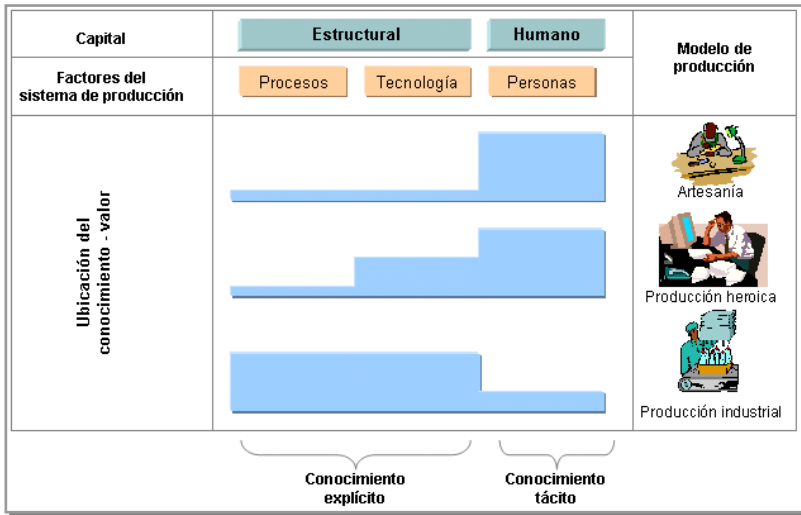 Capital
Estructural
Humano
Modelo de
producción
Factores del
sistema de producción
Procesos
Tecnología
Personas
Ubicación del
conocimiento - valor
Artesanía
Producción heroica
Producción industrial
Conocimiento
explícito
Conocimiento
tácito